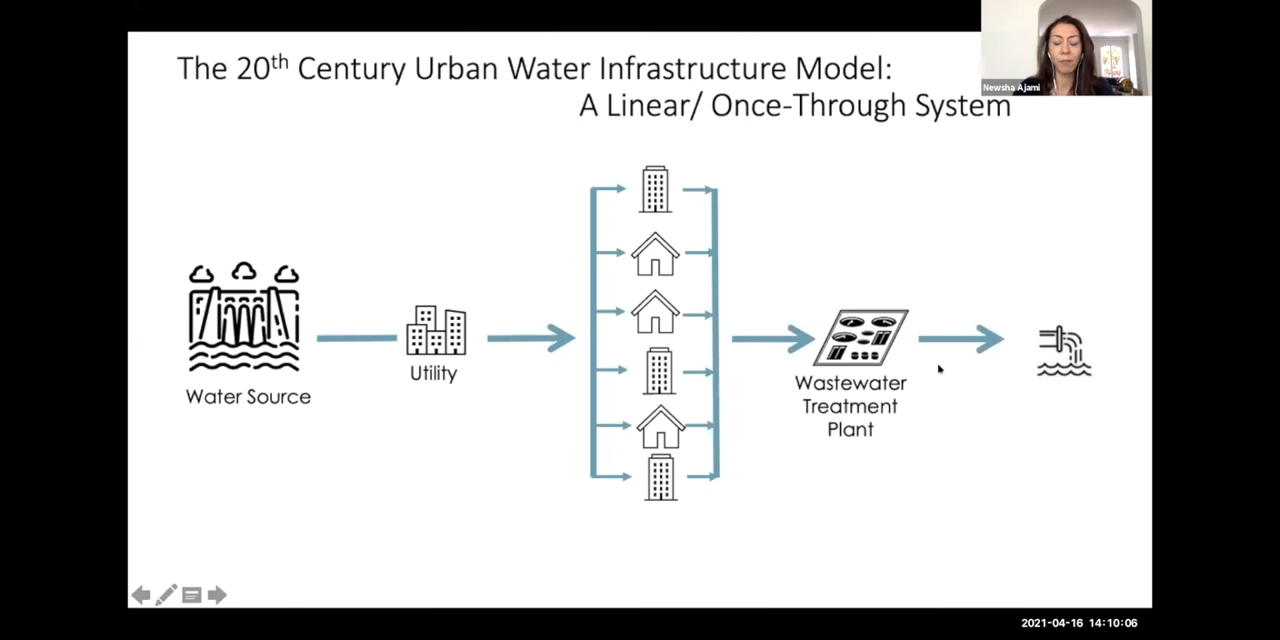 The 20th Century Urban Water Infrastructure Model:
A Linear/ Once-Through System
Newsha Ajami
Water Source
Utility
Wastewater
Treatment
Plant
2021-04-16 14:10:06